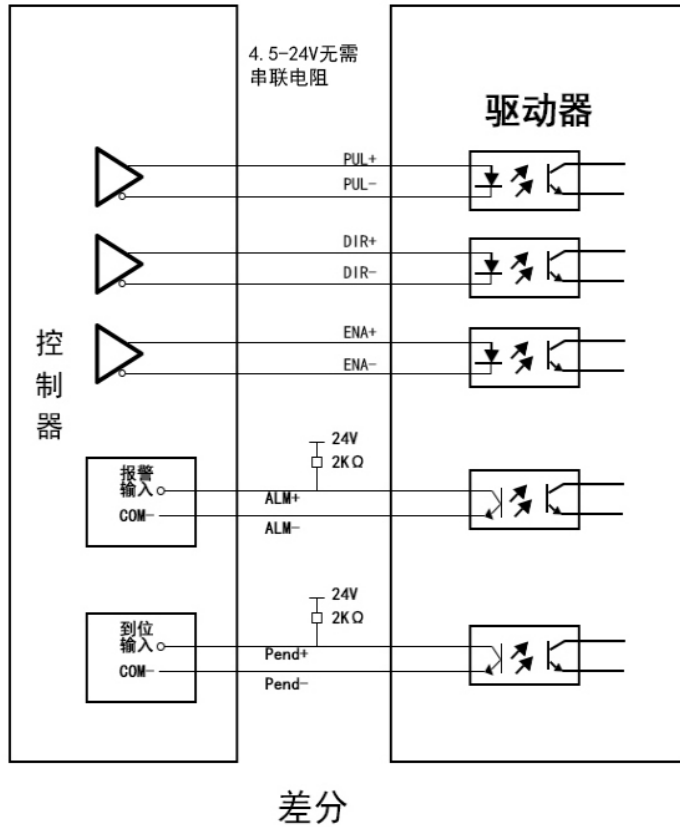 4.5-24V无需
串联电阻
驱动器
PUL+
PUL-
DIR+
DIR-
ENA+
ENA-
控制器
24V
2KΩ
报警
输入
COM-
ALM+
ALM-
24V
2KΩ
到位
输入
COM-
Pend+
Pend-
差分